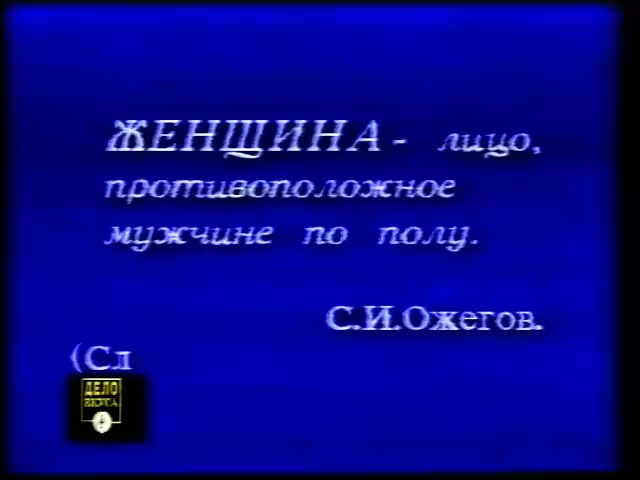 ЖЕНЩИНА - лицо,
противоположное
мужчине по полу.
С.И.Ожегов.
(Сл
ДЕЛО
ВКУСА